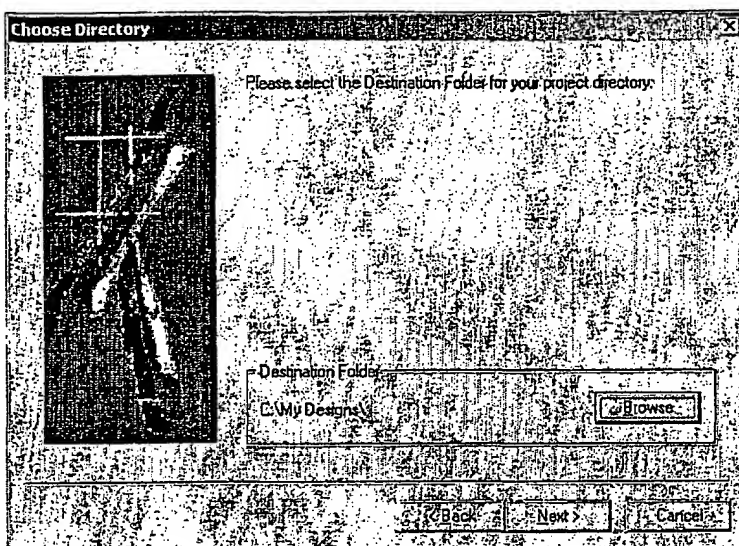 Choose Directory
Please select the Destination Folder for your project directory:
Destination Folder
C:\My Designs\
Browse...
< Back
Next >
Cancel